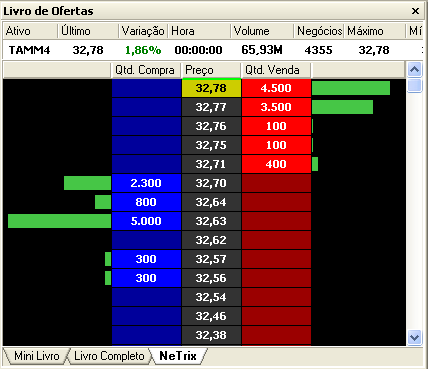 Livro de Ofertas
Ativo Último Variação Hora Volume Negócios Máximo Mí
TAMM4 32,78 1,86% 00:00:00 65,93M 4355 32,78
Qtd. Compra Preço Qtd. Venda
32,78 4.500
32,77 3.500
32,76 100
32,75 100
32,71 400
2.300 32,70
800 32,64
5.000 32,63
32,62
300 32,57
300 32,56
32,54
32,46
32,38
Mini Livro Livro Completo NeTrix